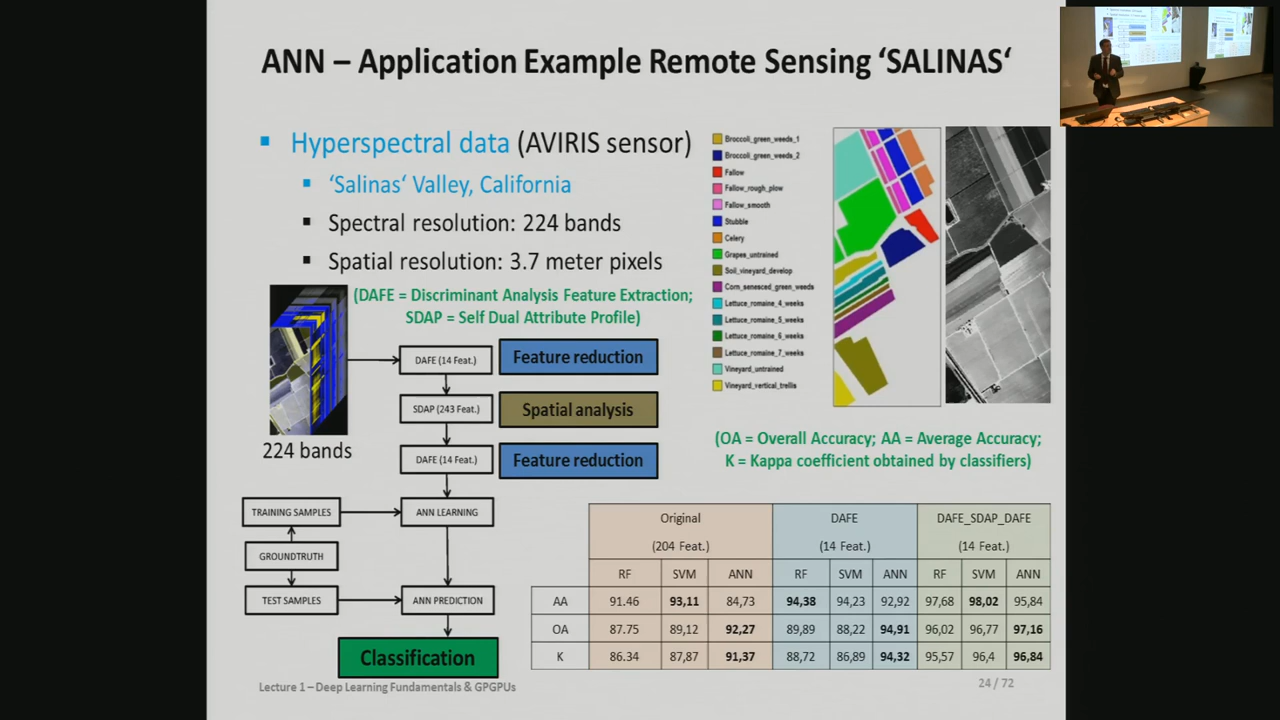 ANN – Application Example Remote Sensing ‘SALINAS‘
Hyperspectral data (AVIRIS sensor)
‘Salinas‘ Valley, California
Spectral resolution: 224 bands
Spatial resolution: 3.7 meter pixels
(DAFE = Discriminant Analysis Feature Extraction;
SDAP = Self Dual Attribute Profile)
DAFE (14 Feat.)
Feature reduction
SDAP (243 Feat.)
Spatial analysis
DAFE (14 Feat.)
Feature reduction
224 bands
TRAINING SAMPLES
ANN LEARNING
GROUNDTRUTH
TEST SAMPLES
ANN PREDICTION
Classification
Broccoli_green_weeds_1
Broccoli_green_weeds_2
Fallow
Fallow_rough_plow
Fallow_smooth
Stubble
Celery
Grapes_untrained
Soil_vineyard_develop
Corn_senesced_green_weeds
Lettuce_romaine_4_weeks
Lettuce_romaine_5_weeks
Lettuce_romaine_6_weeks
Lettuce_romaine_7_weeks
Vineyard_untrained
Vineyard_vertical_trellis
(OA = Overall Accuracy; AA = Average Accuracy;
K = Kappa coefficient obtained by classifiers)
Original DAFE DAFE_SDAP_DAFE
(204 Feat.) (14 Feat.) (14 Feat.)
RF SVM ANN RF SVM ANN RF SVM ANN
AA 91.46 93,11 84,73 94,38 94,23 92,92 97,68 98,02 95,84
OA 87.75 89,12 92,27 89,89 88,22 94,91 96,02 96,77 97,16
K 86.34 87,87 91,37 88,72 86,89 94,32 95,57 96,4 96,84
Lecture 1 – Deep Learning Fundamentals & GPGPUs
24 / 72